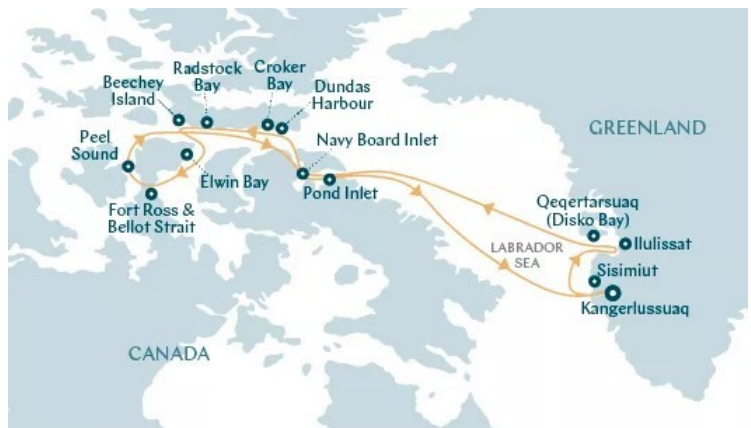 Beechey
Island
Radstock
Bay
Croker
Bay
Dundas
Harbour
Peel
Sound
Navy Board Inlet
Elwin Bay
Pond Inlet
Fort Ross &
Bellot Strait
GREENLAND
Qeqertarsuaq
(Disko Bay)
Ilulissat
LABRADOR
SEA
Sisimiut
Kangerlussuaq
CANADA